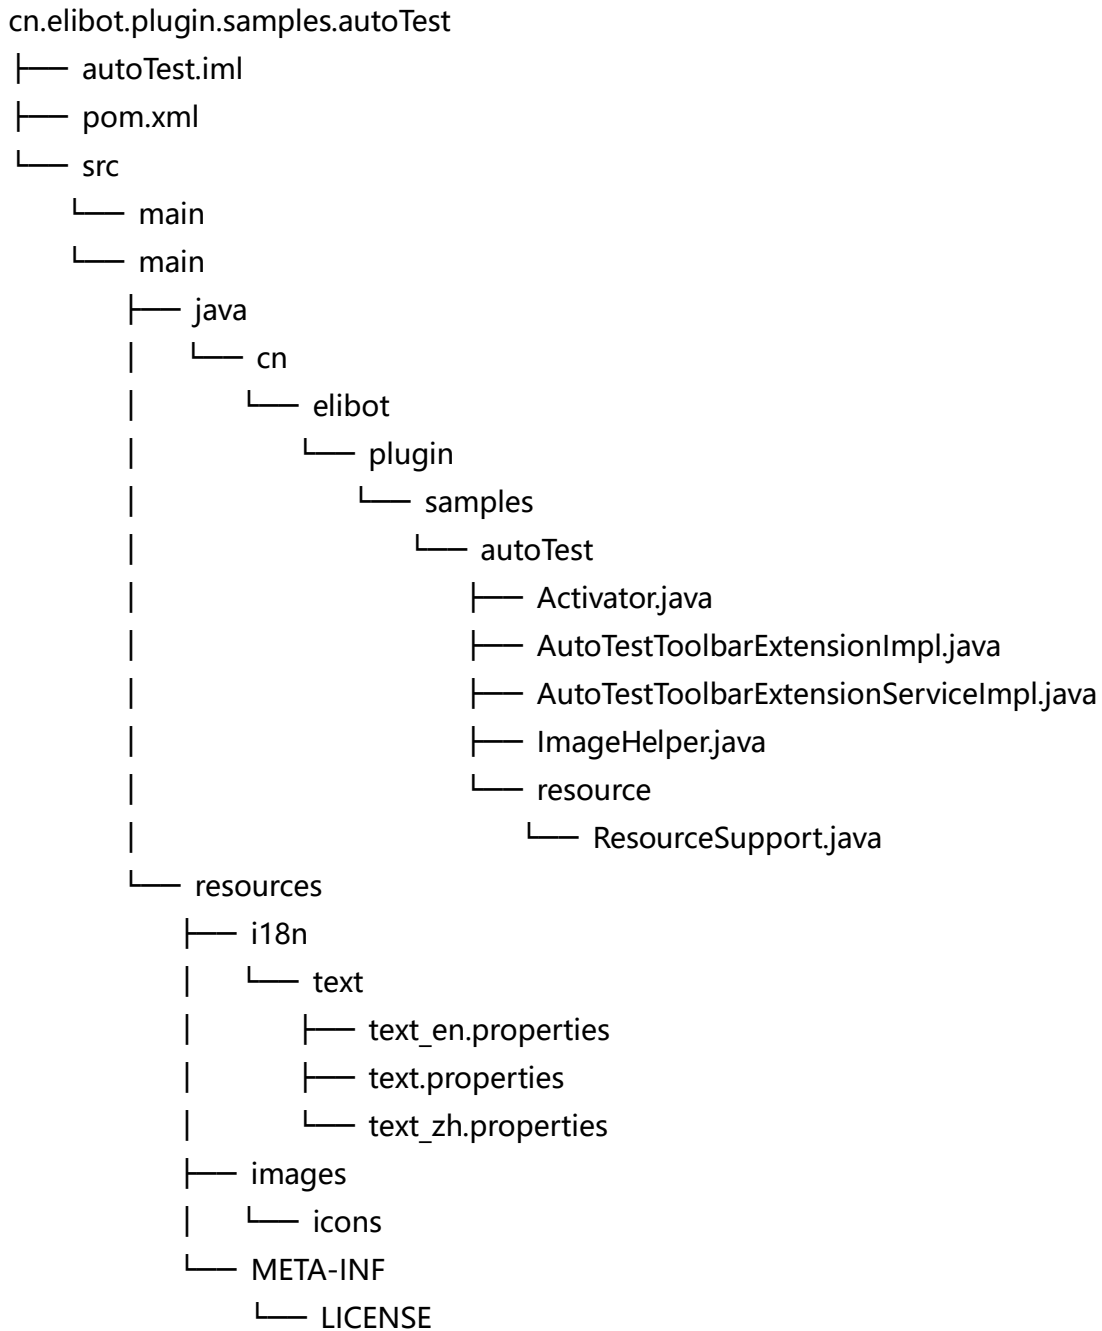 cn.elibot.plugin.samples.autoTest
├── autoTest.iml
├── pom.xml
└── src
    └── main
    └── main
        ├── java
        │   └── cn
        │       └── elibot
        │           └── plugin
        │               └── samples
        │                   └── autoTest
        │                       ├── Activator.java
        │                       ├── AutoTestToolbarExtensionImpl.java
        │                       ├── AutoTestToolbarExtensionServiceImpl.java
        │                       ├── ImageHelper.java
        │                       └── resource
        │                           └── ResourceSupport.java
        └── resources
            ├── i18n
            │   └── text
            │       ├── text_en.properties
            │       ├── text.properties
            │       └── text_zh.properties
            ├── images
            │   └── icons
            └── META-INF
                └── LICENSE